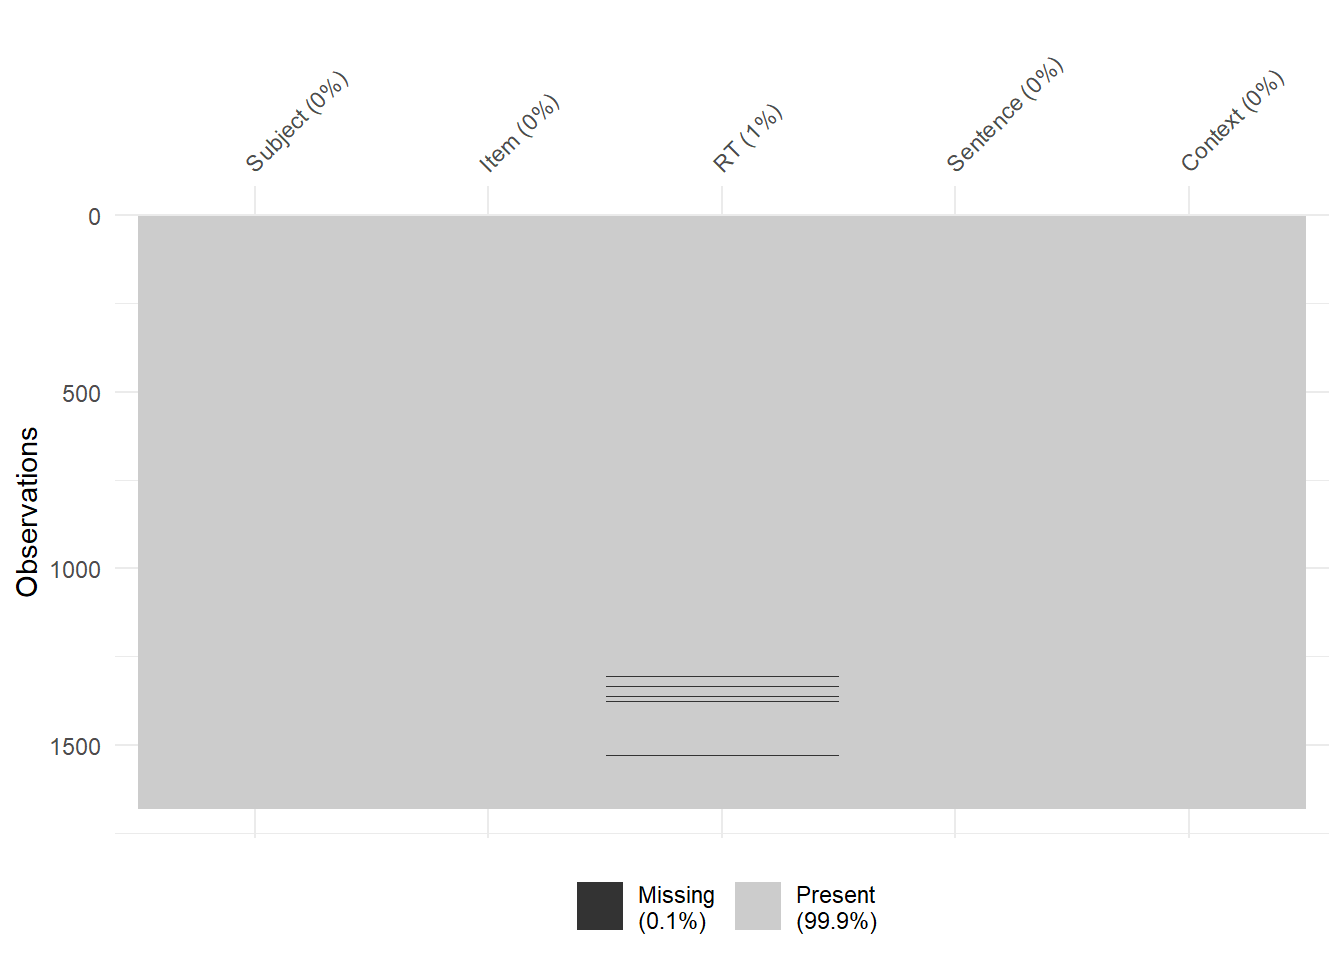 Subject (0%)
Item (0%)
RT (1%)
Sentence (0%)
Context (0%)
0
500
1000
1500
Observations
Missing
(0.1%)
Present
(99.9%)